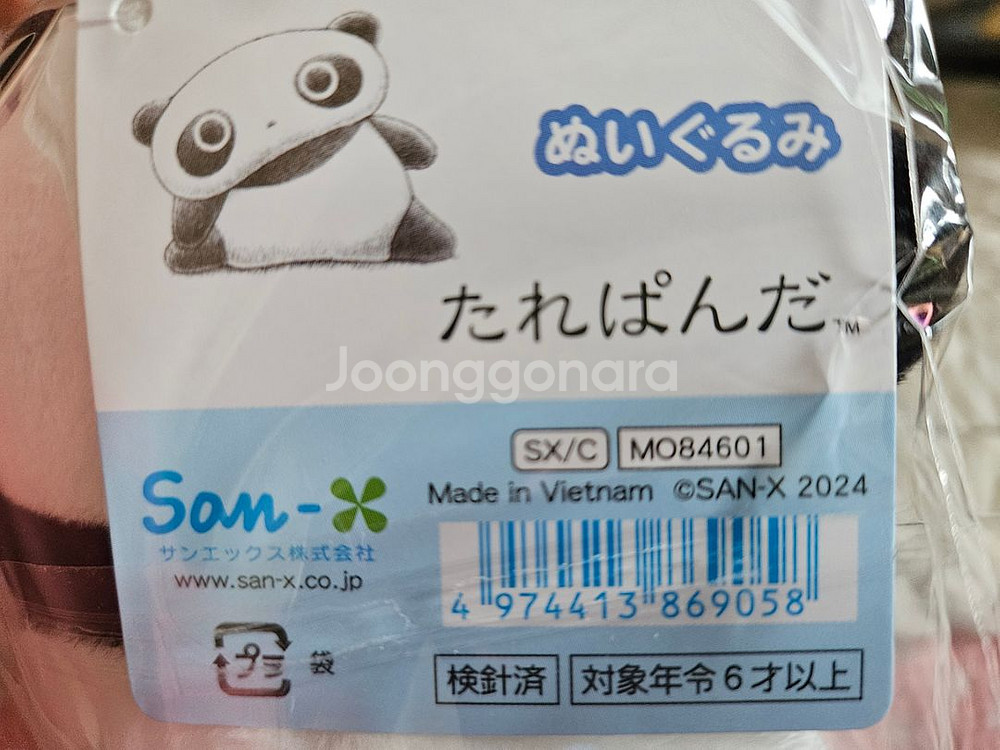 ぬいぐるみ
たれぱんだ™
Joonggonara
SX/C MO84601
Made in Vietnam ©SAN-X 2024
San-X
サンエックス株式会社
www.san-x.co.jp
4 974413 869058
プラ 袋
検針済 対象年令6才以上